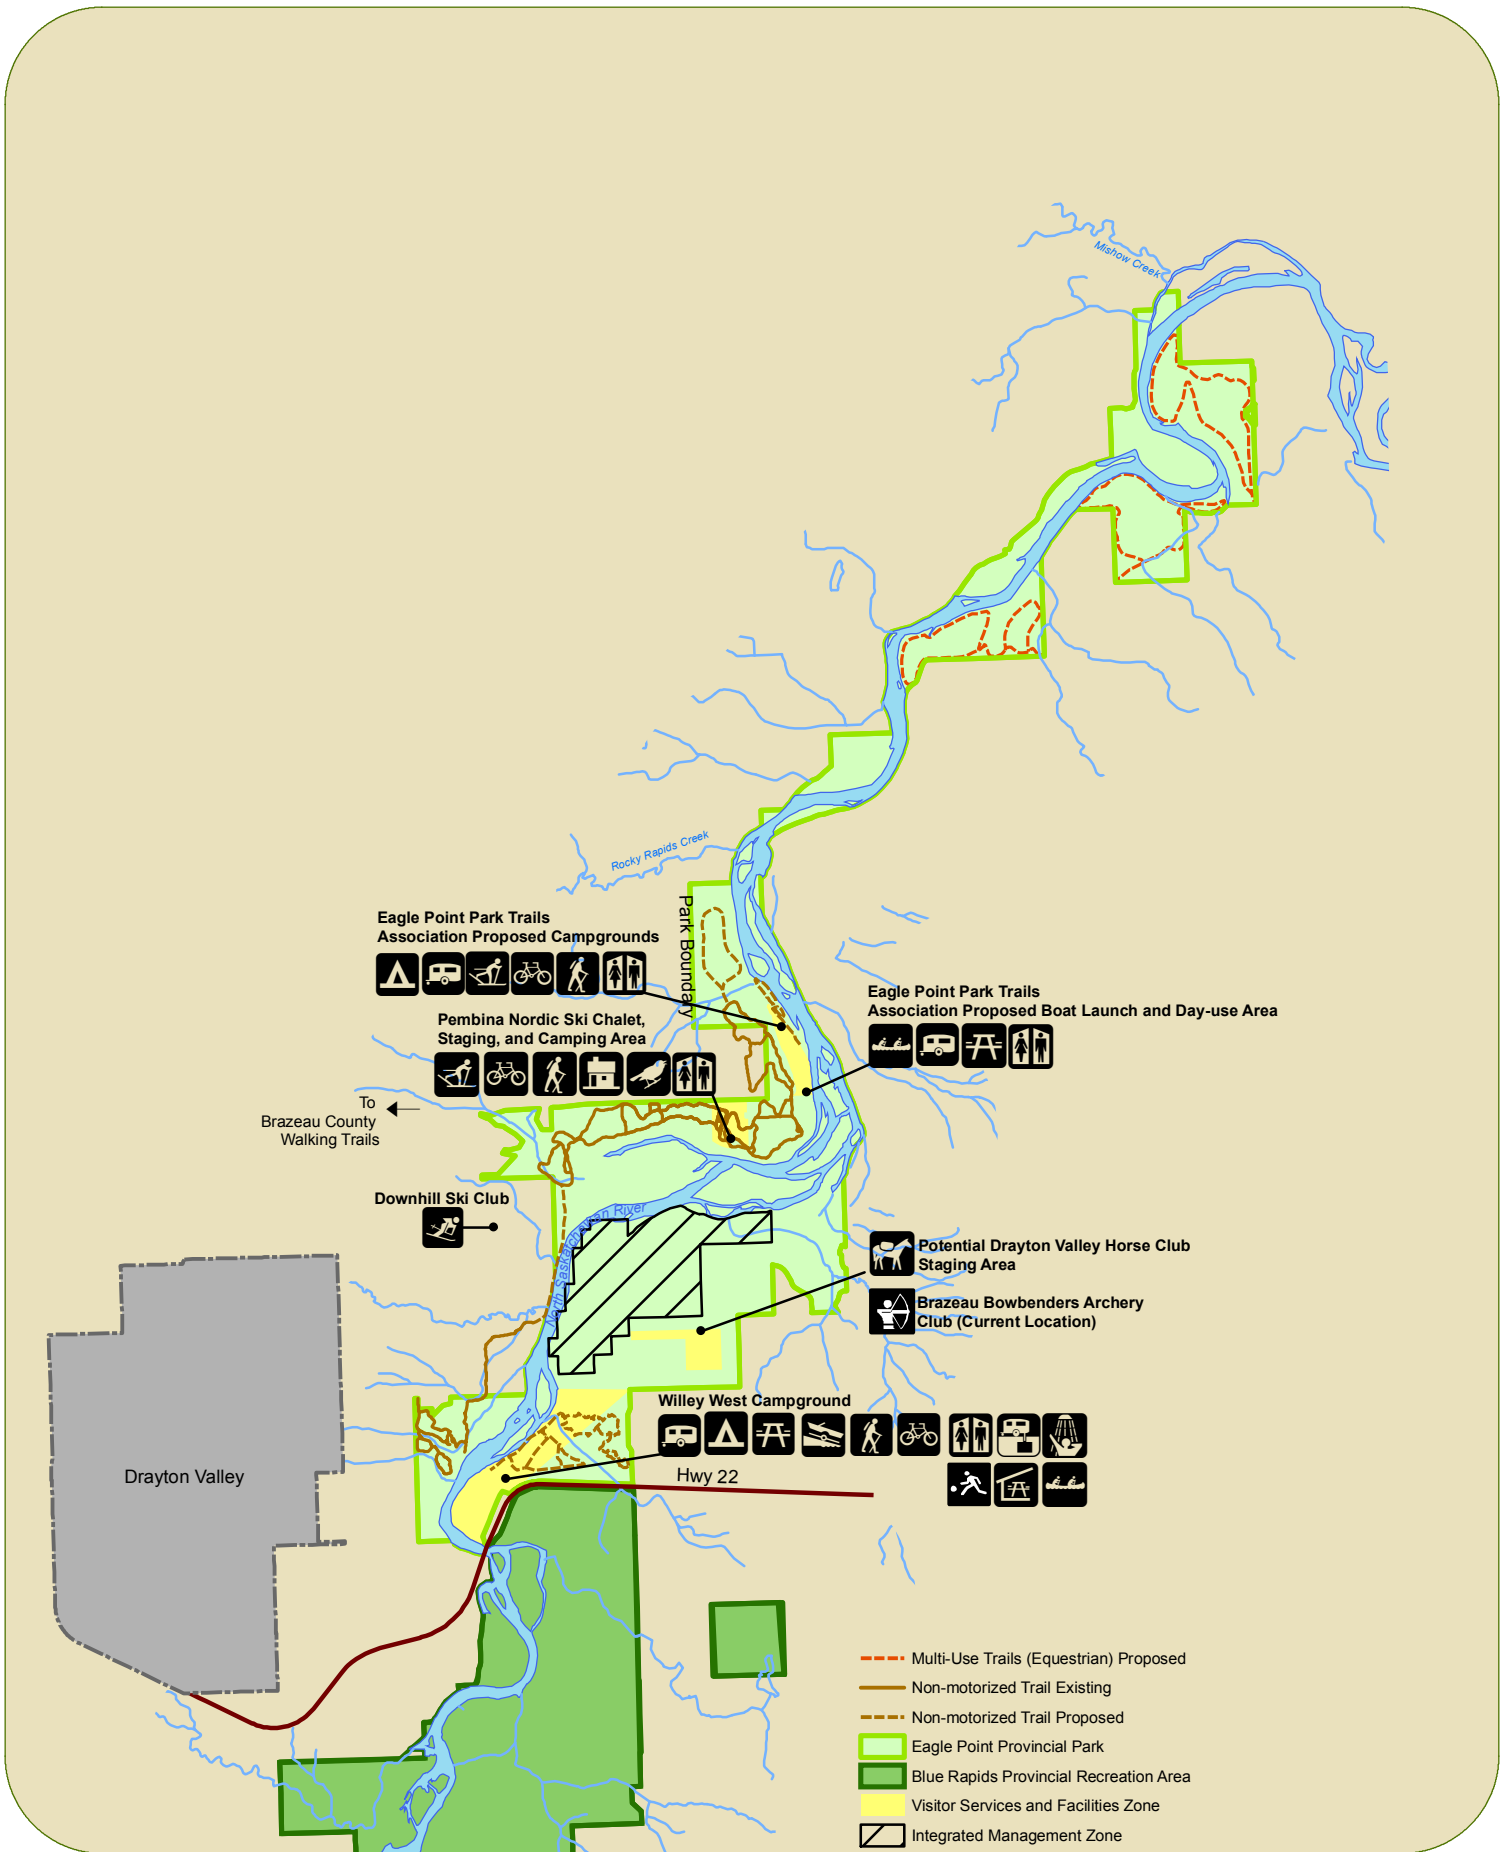 Mishow Creek
Rocky Rapids Creek
Park Boundary
Eagle Point Park Trails
Association Proposed Campgrounds
Eagle Point Park Trails
Association Proposed Boat Launch and Day-use Area
Pembina Nordic Ski Chalet,
Staging, and Camping Area
To
Brazeau County
Walking Trails
Downhill Ski Club
North Saskatchewan River
Potential Drayton Valley Horse Club
Staging Area
Brazeau Bowbenders Archery
Club (Current Location)
Willey West Campground
Drayton Valley
Hwy 22
Multi-Use Trails (Equestrian) Proposed
Non-motorized Trail Existing
Non-motorized Trail Proposed
Eagle Point Provincial Park
Blue Rapids Provincial Recreation Area
Visitor Services and Facilities Zone
Integrated Management Zone